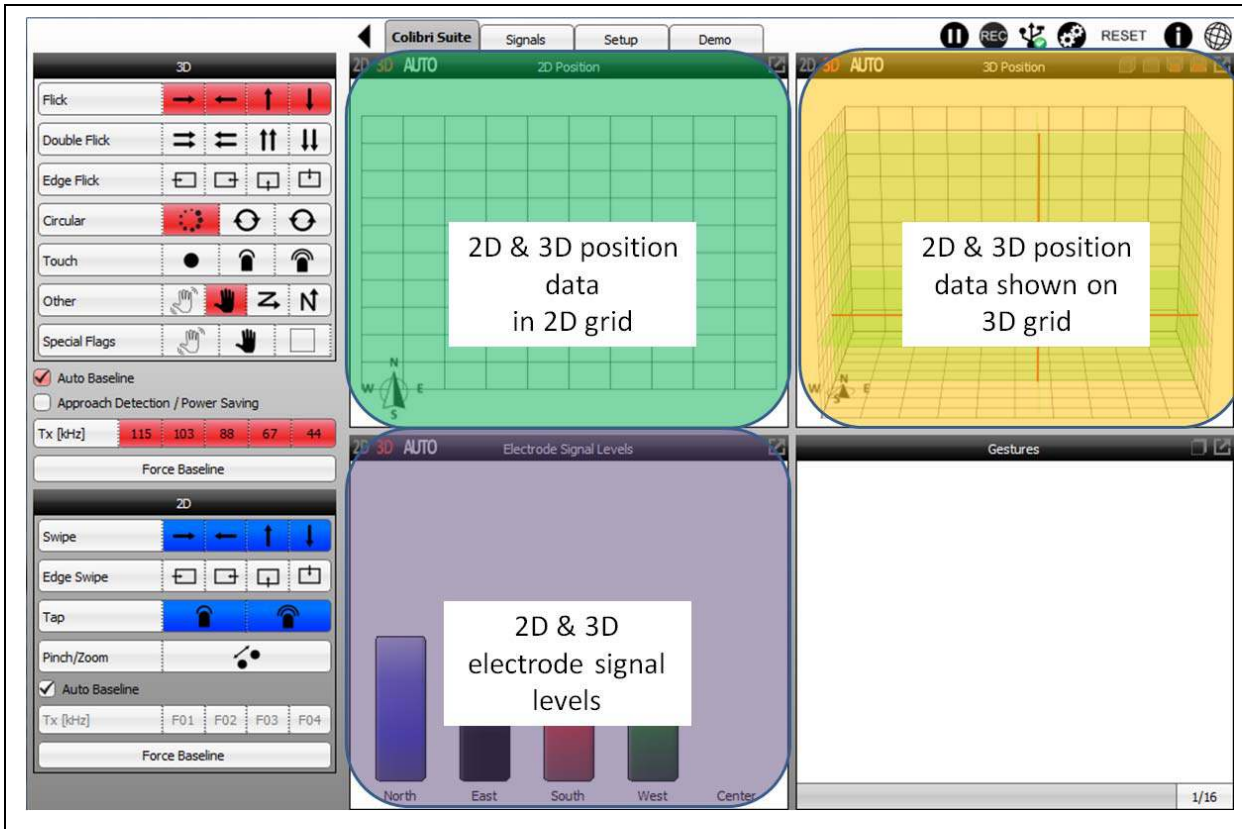 Colibri Suite Signals Setup Demo
REC RESET
3D
Flick
Double Flick
Edge Flick
Circular
Touch
Other
Special Flags
Auto Baseline
Approach Detection / Power Saving
Tx [kHz] 115 103 88 67 44
Force Baseline
2D
Swipe
Edge Swipe
Tap
Pinch/Zoom
Auto Baseline
Tx [kHz] F01 F02 F03 F04
Force Baseline
2D 3D AUTO 2D Position
2D & 3D position
data
in 2D grid
N
W E
S
2D 3D AUTO 3D Position
2D & 3D position
data shown on
3D grid
N
W E
2D 3D AUTO Electrode Signal Levels
2D & 3D
electrode signal
levels
North East South West Center
Gestures
1/16